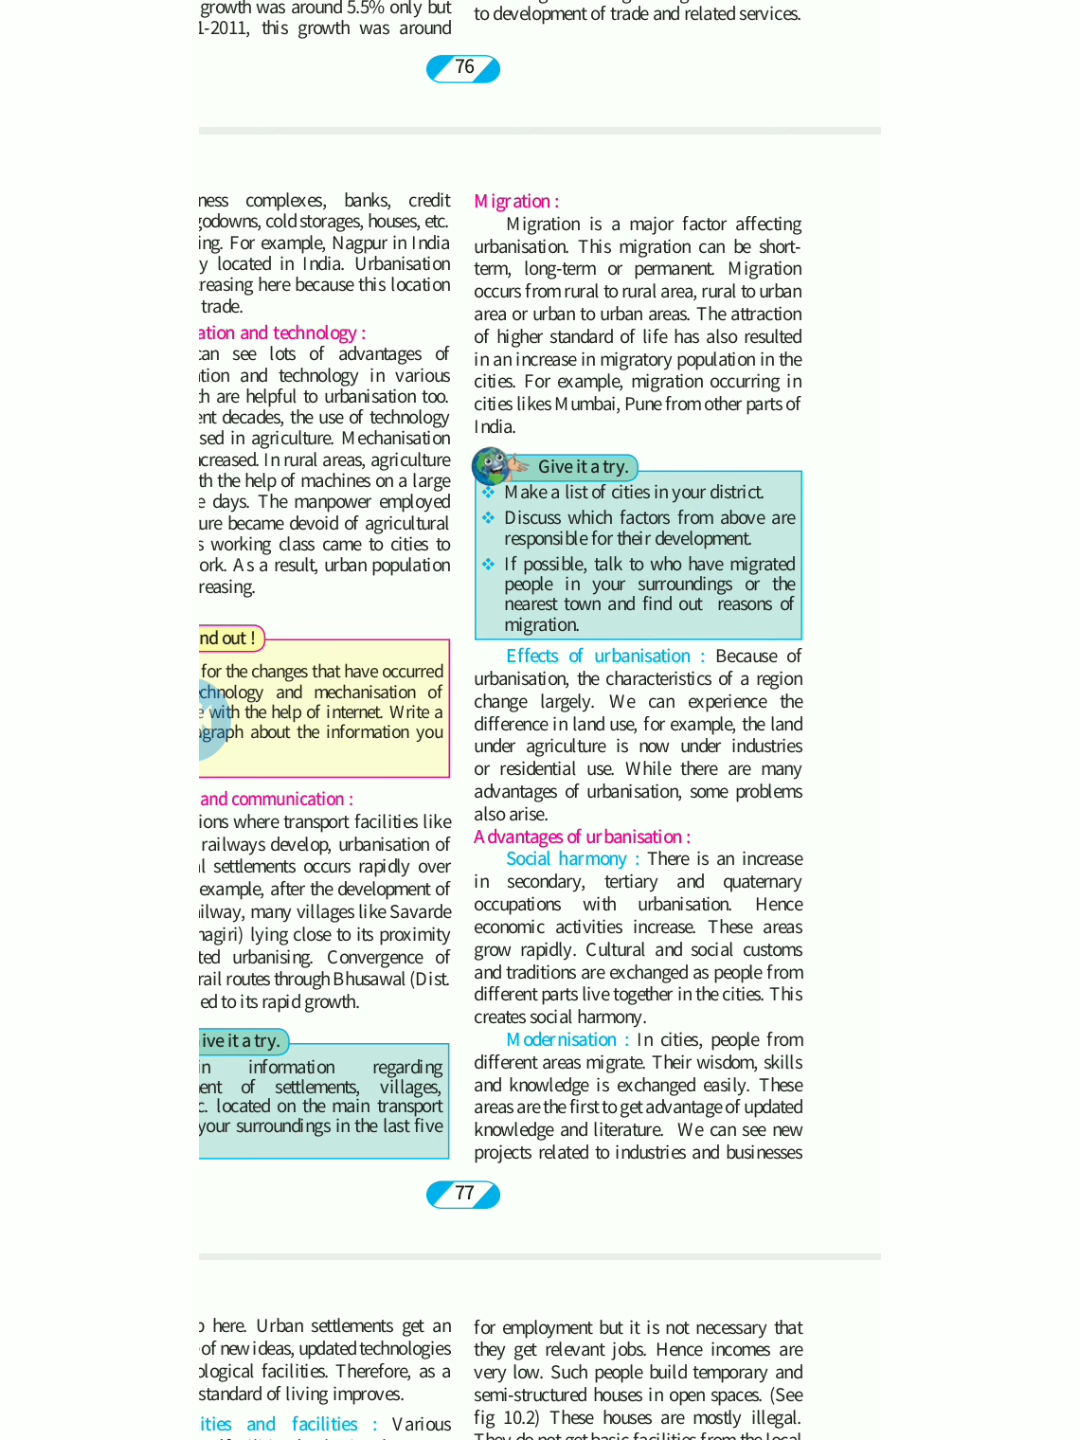 growth was around 5.5% only but
1-2011, this growth was around
to development of trade and related services.
76
ness complexes, banks, credit
godowns, cold storages, houses, etc.
ing. For example, Nagpur in India
y located in India. Urbanisation
reasing here because this location
trade.
ation and technology :
can see lots of advantages of
ation and technology in various
ch are helpful to urbanisation too.
ent decades, the use of technology
sed in agriculture. Mechanisation
ncreased. In rural areas, agriculture
th the help of machines on a large
e days. The manpower employed
ure became devoid of agricultural
s working class came to cities to
ork. As a result, urban population
reasing.
nd out !
for the changes that have occurred
chnology and mechanisation of
e with the help of internet. Write a
agraph about the information you
and communication :
ions where transport facilities like
railways develop, urbanisation of
al settlements occurs rapidly over
example, after the development of
ailway, many villages like Savarde
nagiri) lying close to its proximity
ted urbanising. Convergence of
rail routes through Bhusawal (Dist.
ed to its rapid growth.
ive it a try.
in information regarding
ent of settlements, villages,
c. located on the main transport
your surroundings in the last five
Migration :
Migration is a major factor affecting
urbanisation. This migration can be short-
term, long-term or permanent. Migration
occurs from rural to rural area, rural to urban
area or urban to urban areas. The attraction
of higher standard of life has also resulted
in an increase in migratory population in the
cities. For example, migration occurring in
cities like Mumbai, Pune from other parts of
India.
Give it a try.
❖ Make a list of cities in your district.
❖ Discuss which factors from above are
responsible for their development.
❖ If possible, talk to who have migrated
people in your surroundings or the
nearest town and find out reasons of
migration.
Effects of urbanisation : Because of
urbanisation, the characteristics of a region
change largely. We can experience the
difference in land use, for example, the land
under agriculture is now under industries
or residential use. While there are many
advantages of urbanisation, some problems
also arise.
Advantages of urbanisation :
Social harmony : There is an increase
in secondary, tertiary and quaternary
occupations with urbanisation. Hence
economic activities increase. These areas
grow rapidly. Cultural and social customs
and traditions are exchanged as people from
different parts live together in the cities. This
creates social harmony.
Modernisation : In cities, people from
different areas migrate. Their wisdom, skills
and knowledge is exchanged easily. These
areas are the first to get advantage of updated
knowledge and literature. We can see new
projects related to industries and businesses
77
p here. Urban settlements get an
of new ideas, updated technologies
ological facilities. Therefore, as a
standard of living improves.
ities and facilities : Various
for employment but it is not necessary that
they get relevant jobs. Hence incomes are
very low. Such people build temporary and
semi-structured houses in open spaces. (See
fig 10.2) These houses are mostly illegal.
They do not get basic facilities from the local